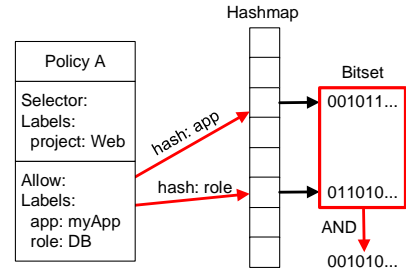 Hashmap
Policy A
Bitset
Selector:
Labels:
project: Web
hash: app
001011...
Allow:
Labels:
app: myApp
role: DB
hash: role
011010...
AND
001010...